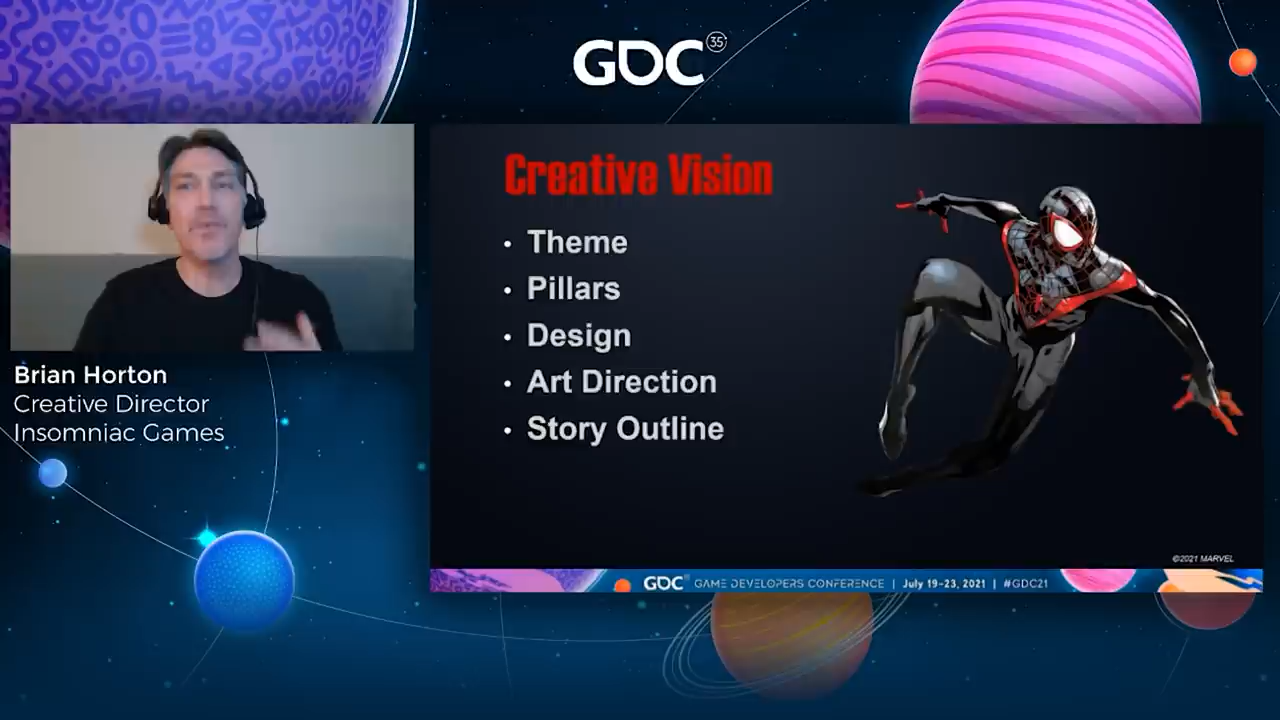 GDC 35
Brian Horton
Creative Director
Insomniac Games
Creative Vision
• Theme
• Pillars
• Design
• Art Direction
• Story Outline
©2021 MARVEL
GDC GAME DEVELOPERS CONFERENCE | July 19-23, 2021 | #GDC21